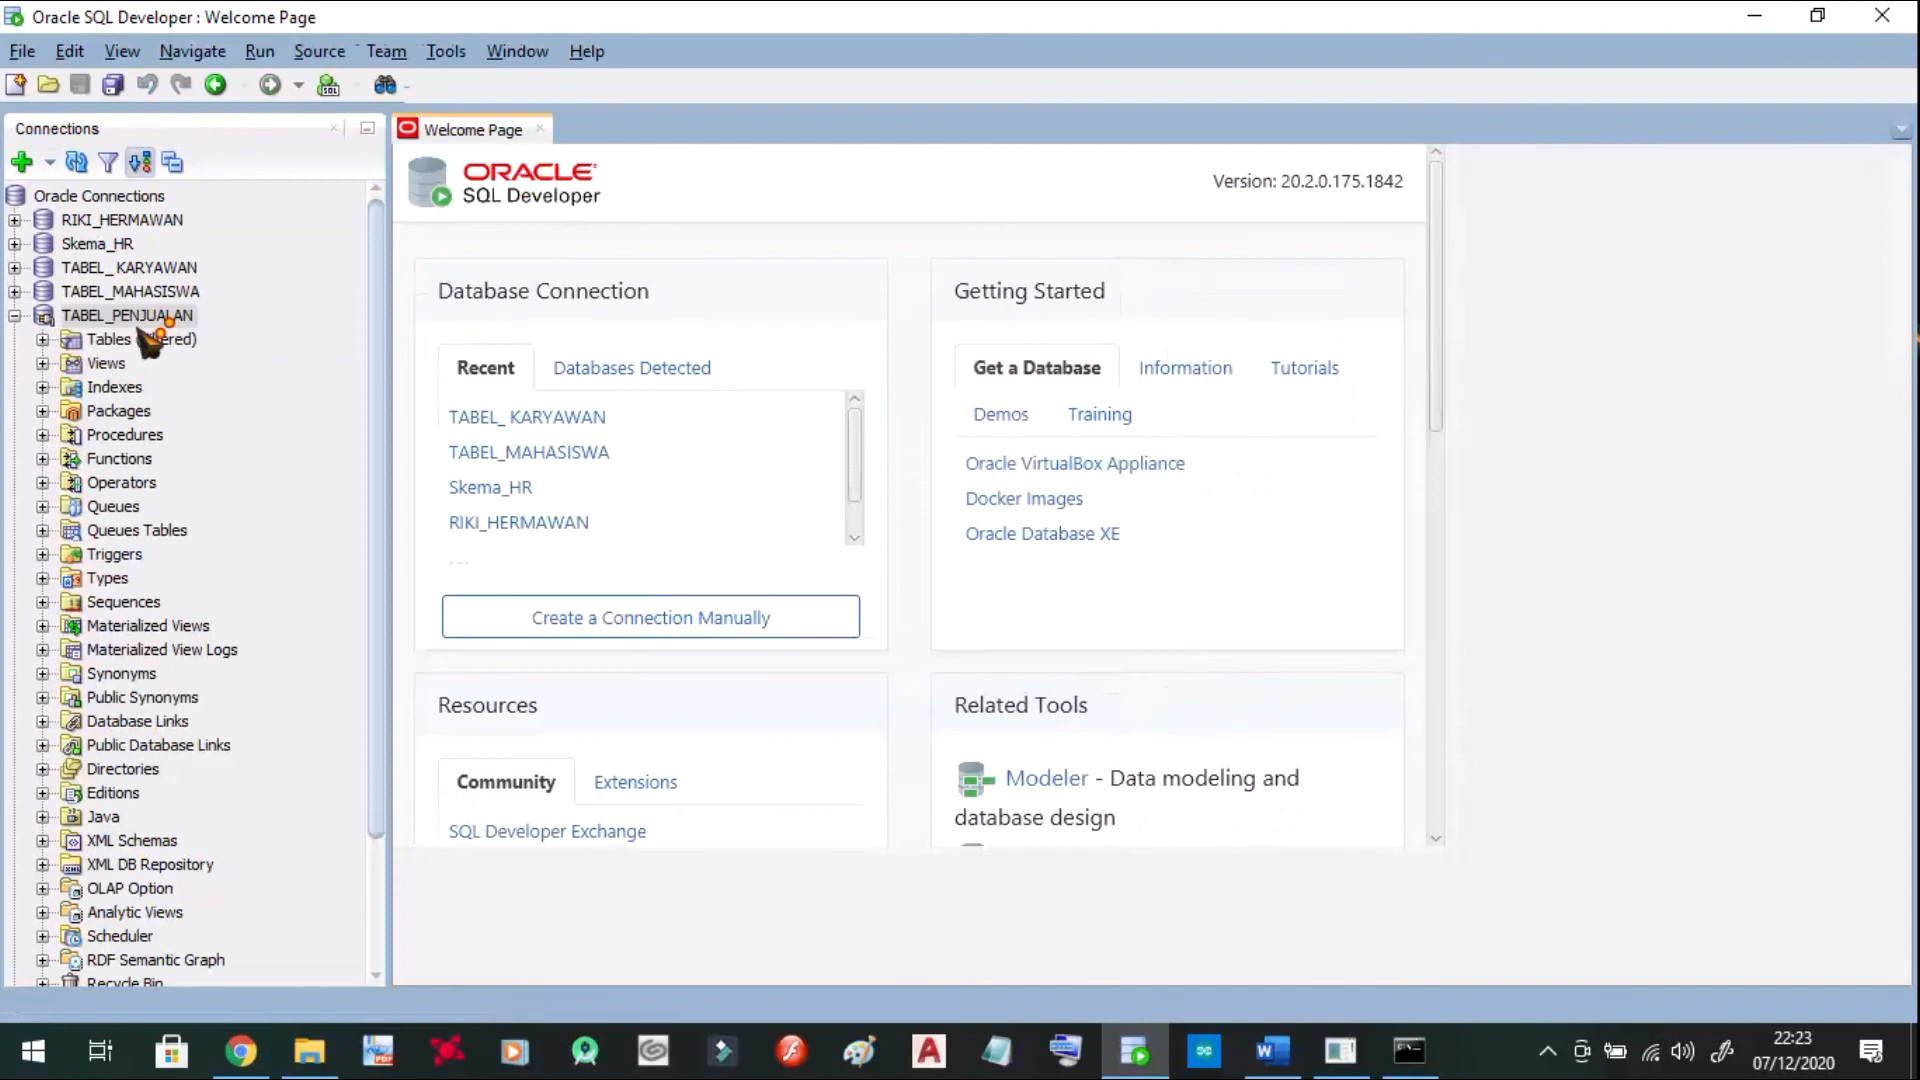 Oracle SQL Developer : Welcome Page
File Edit View Navigate Run Source Team Tools Window Help
Connections
Oracle Connections
RIKI_HERMAWAN
Skema_HR
TABEL_ KARYAWAN
TABEL_MAHASISWA
TABEL_PENJUALAN
Tables
Views
Indexes
Packages
Procedures
Functions
Operators
Queues
Queues Tables
Triggers
Types
Sequences
Materialized Views
Materialized View Logs
Synonyms
Public Synonyms
Database Links
Public Database Links
Directories
Editions
Java
XML Schemas
XML DB Repository
OLAP Option
Analytic Views
Scheduler
RDF Semantic Graph
Recycle Bin
Welcome Page
ORACLE
SQL Developer
Version: 20.2.0.175.1842
Database Connection
Recent Databases Detected
TABEL_ KARYAWAN
TABEL_MAHASISWA
Skema_HR
RIKI_HERMAWAN
Create a Connection Manually
Getting Started
Get a Database Information Tutorials
Demos Training
Oracle VirtualBox Appliance
Docker Images
Oracle Database XE
Resources
Community Extensions
SQL Developer Exchange
Related Tools
Modeler - Data modeling and
database design
22:23
07/12/2020